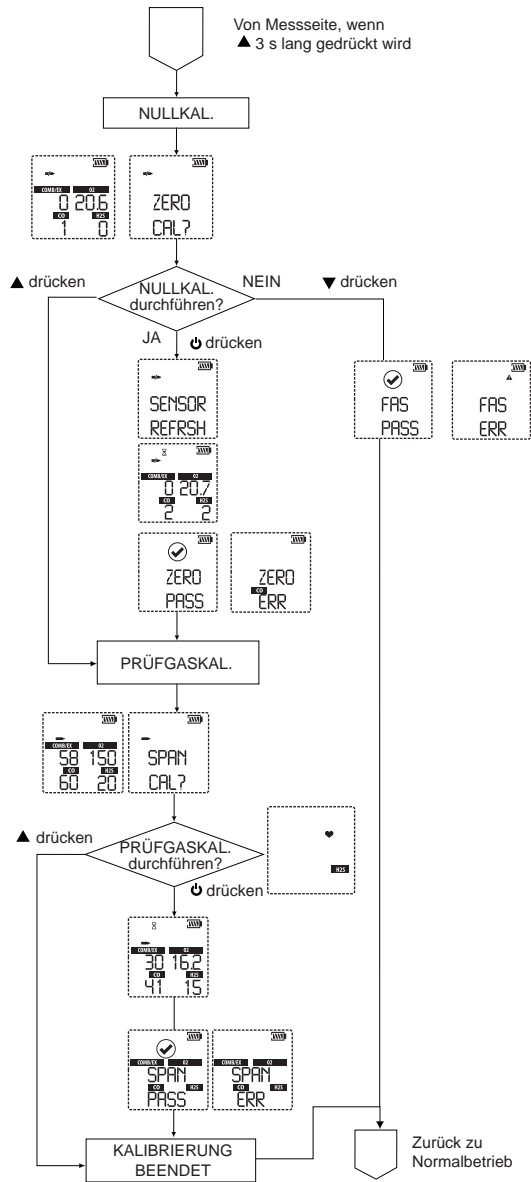 Von Messseite, wenn
▲ 3 s lang gedrückt wird
NULLKAL.
COMB/EX O2
0 20.6
CO H2S
1 0
ZERO
CAL?
▲ drücken
NULLKAL.
durchführen?
NEIN
▼ drücken
JA
⏻ drücken
SENSOR
REFRSH
FAS
PASS
FAS
ERR
COMB/EX O2
0 20.7
CO H2S
2 2
ZERO
PASS
ZERO
CO
ERR
PRÜFGASKAL.
COMB/EX O2
58 150
CO H2S
60 20
SPAN
CAL?
▲ drücken
PRÜFGASKAL.
durchführen?
H2S
⏻ drücken
COMB/EX O2
30 16.2
CO H2S
41 15
COMB/EX O2
SPAN
CO H2S
PASS
COMB/EX O2
SPAN
CO H2S
ERR
KALIBRIERUNG
BEENDET
Zurück zu
Normalbetrieb